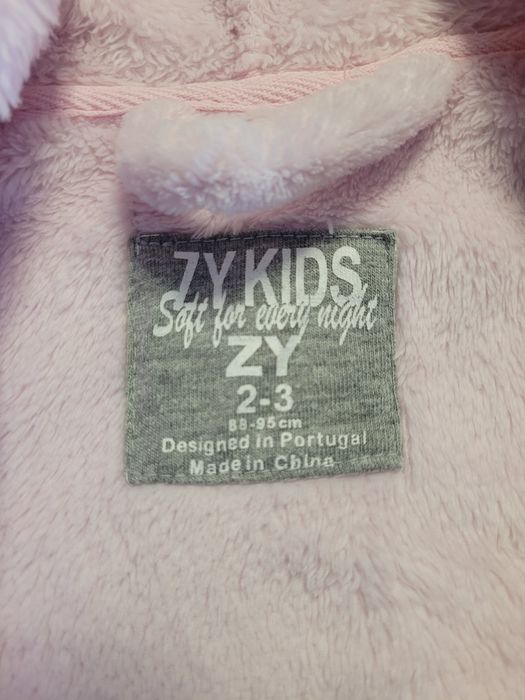 ZY KIDS
Soft for every night
ZY
2-3
88-95cm
Designed in Portugal
Made in China